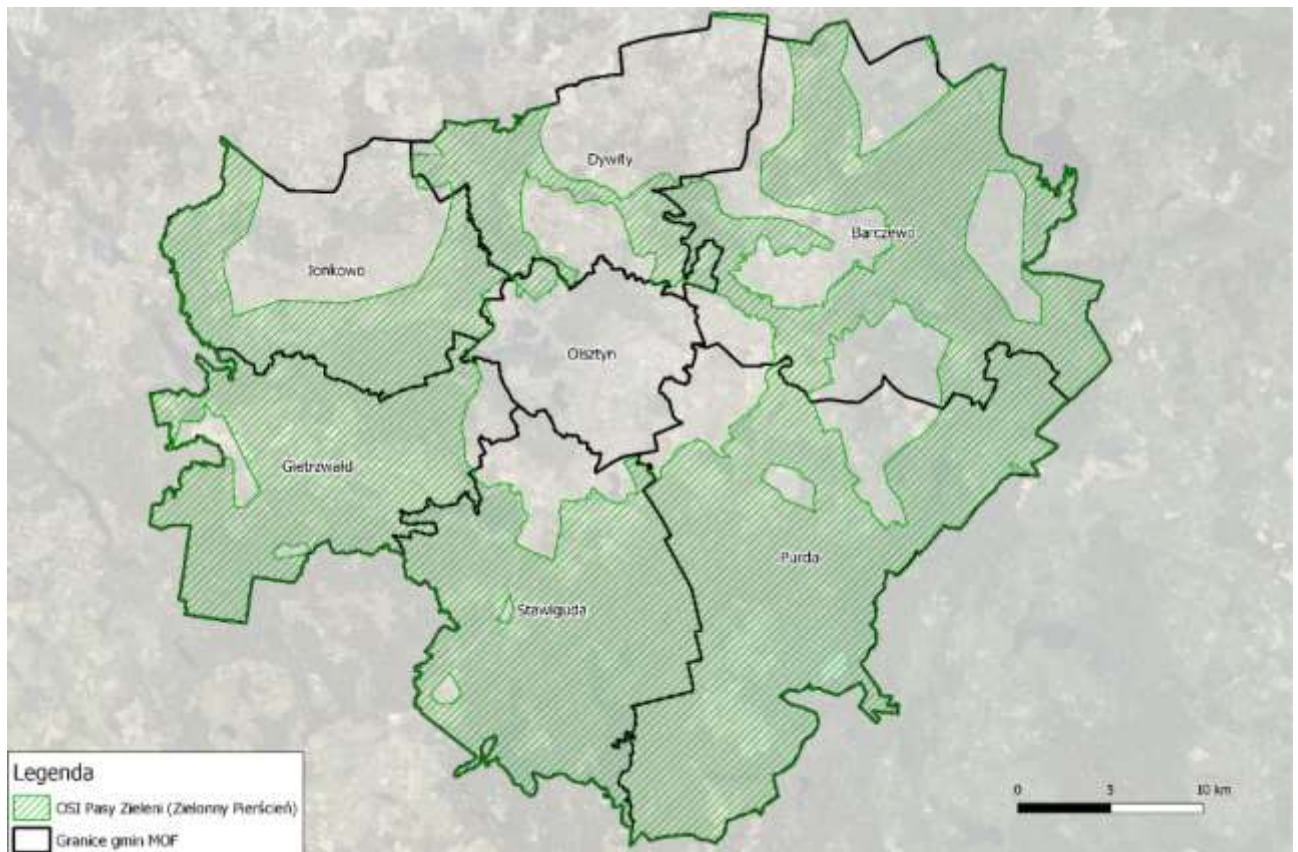 Dywity
Barczewo
Jonkowo
Olsztyn
Gietrzwałd
Purda
Stawiguda
Legenda
OSI Pasy Zieleni (Zielonny Pierścień)
Granice gmin MOF
0 5 10 km